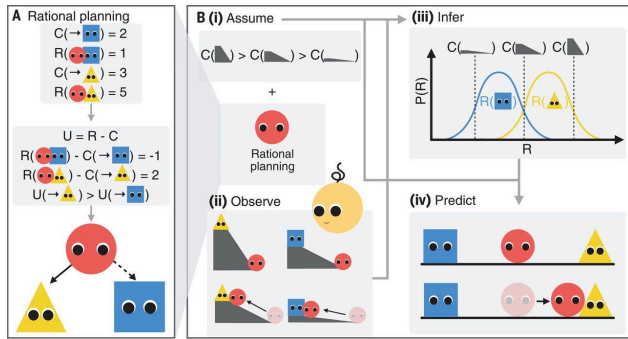 A Rational planning
C(→ ) = 2
R( ) = 1
C(→ ) = 3
R( ) = 5
U = R - C
R( ) - C(→ ) = -1
R( ) - C(→ ) = 2
U(→ ) > U(→ )
B (i) Assume
C( ) > C( ) > C( )
+
Rational
planning
(ii) Observe
(iii) Infer
C( ) C( ) C( )
P(R)
R( ) R( )
R
(iv) Predict